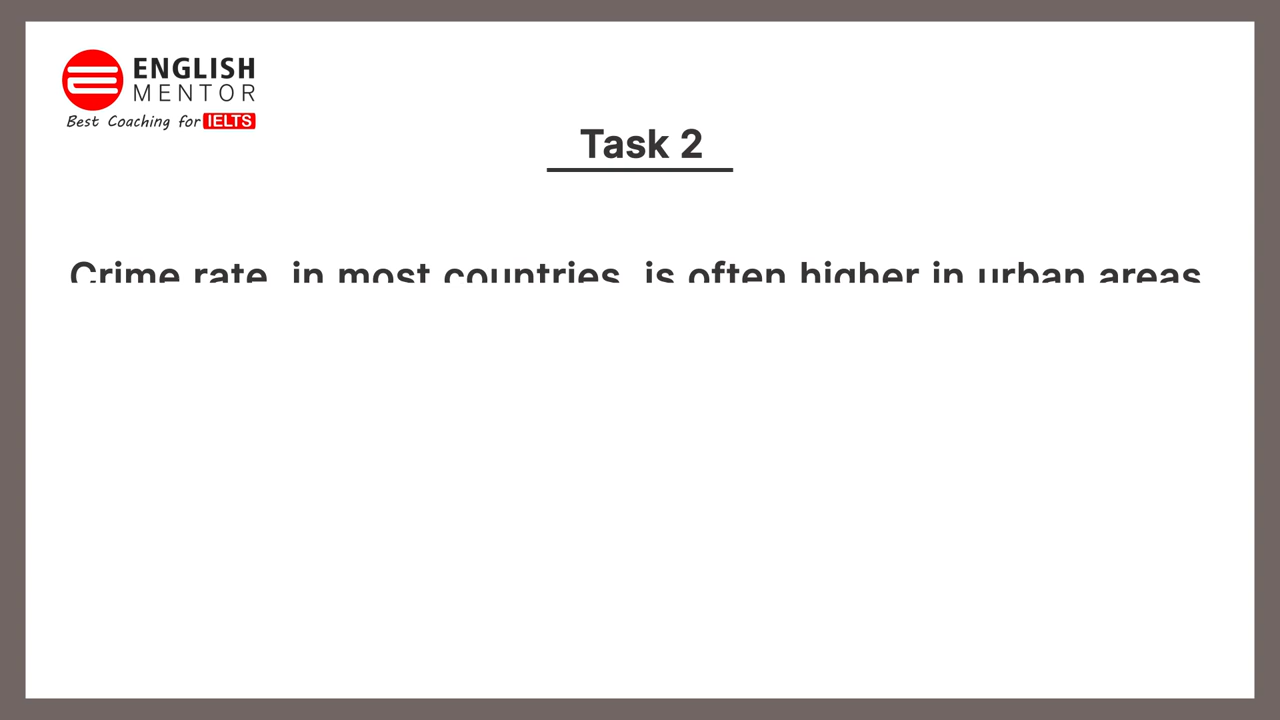 ENGLISH
MENTOR
Best Coaching for IELTS
Task 2
Crime rate, in most countries, is often higher in urban areas